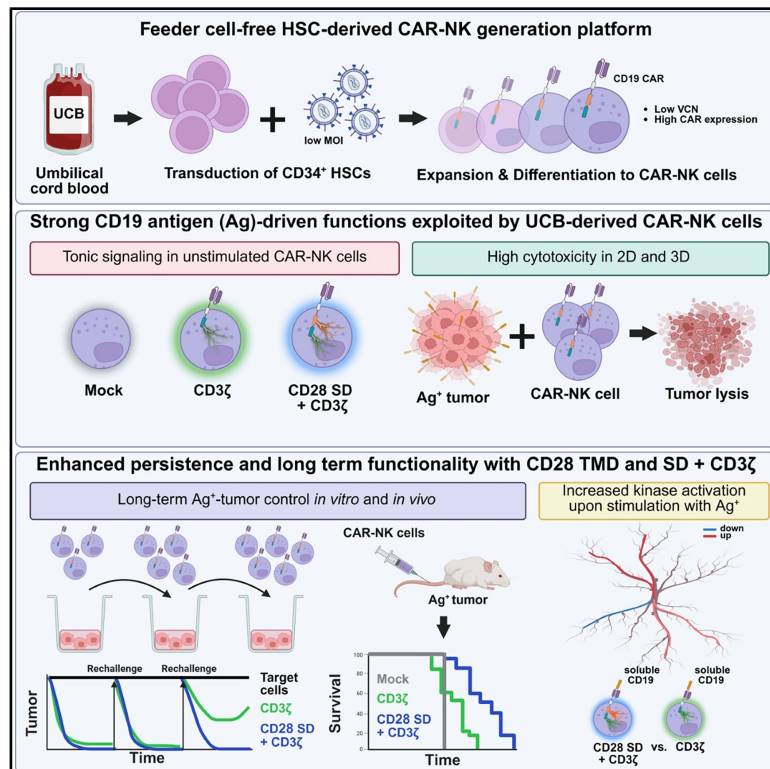 Feeder cell-free HSC-derived CAR-NK generation platform
UCB
Umbilical
cord blood
low MOI
Transduction of CD34⁺ HSCs
CD19 CAR
• Low VCN
• High CAR expression
Expansion & Differentiation to CAR-NK cells
Strong CD19 antigen (Ag)-driven functions exploited by UCB-derived CAR-NK cells
Tonic signaling in unstimulated CAR-NK cells
Mock
CD3ζ
CD28 SD
+ CD3ζ
High cytotoxicity in 2D and 3D
Ag⁺ tumor
CAR-NK cell
Tumor lysis
Enhanced persistence and long term functionality with CD28 TMD and SD + CD3ζ
Long-term Ag⁺-tumor control in vitro and in vivo
CAR-NK cells
Ag⁺ tumor
Rechallenge
Rechallenge
Target
cells
CD3ζ
CD28 SD
+ CD3ζ
Tumor
Time
Survival
100
80
60
40
20
0
Mock
CD3ζ
CD28 SD
+ CD3ζ
Time
Increased kinase activation
upon stimulation with Ag⁺
down
up
soluble
CD19
soluble
CD19
CD28 SD
+ CD3ζ
vs.
CD3ζ